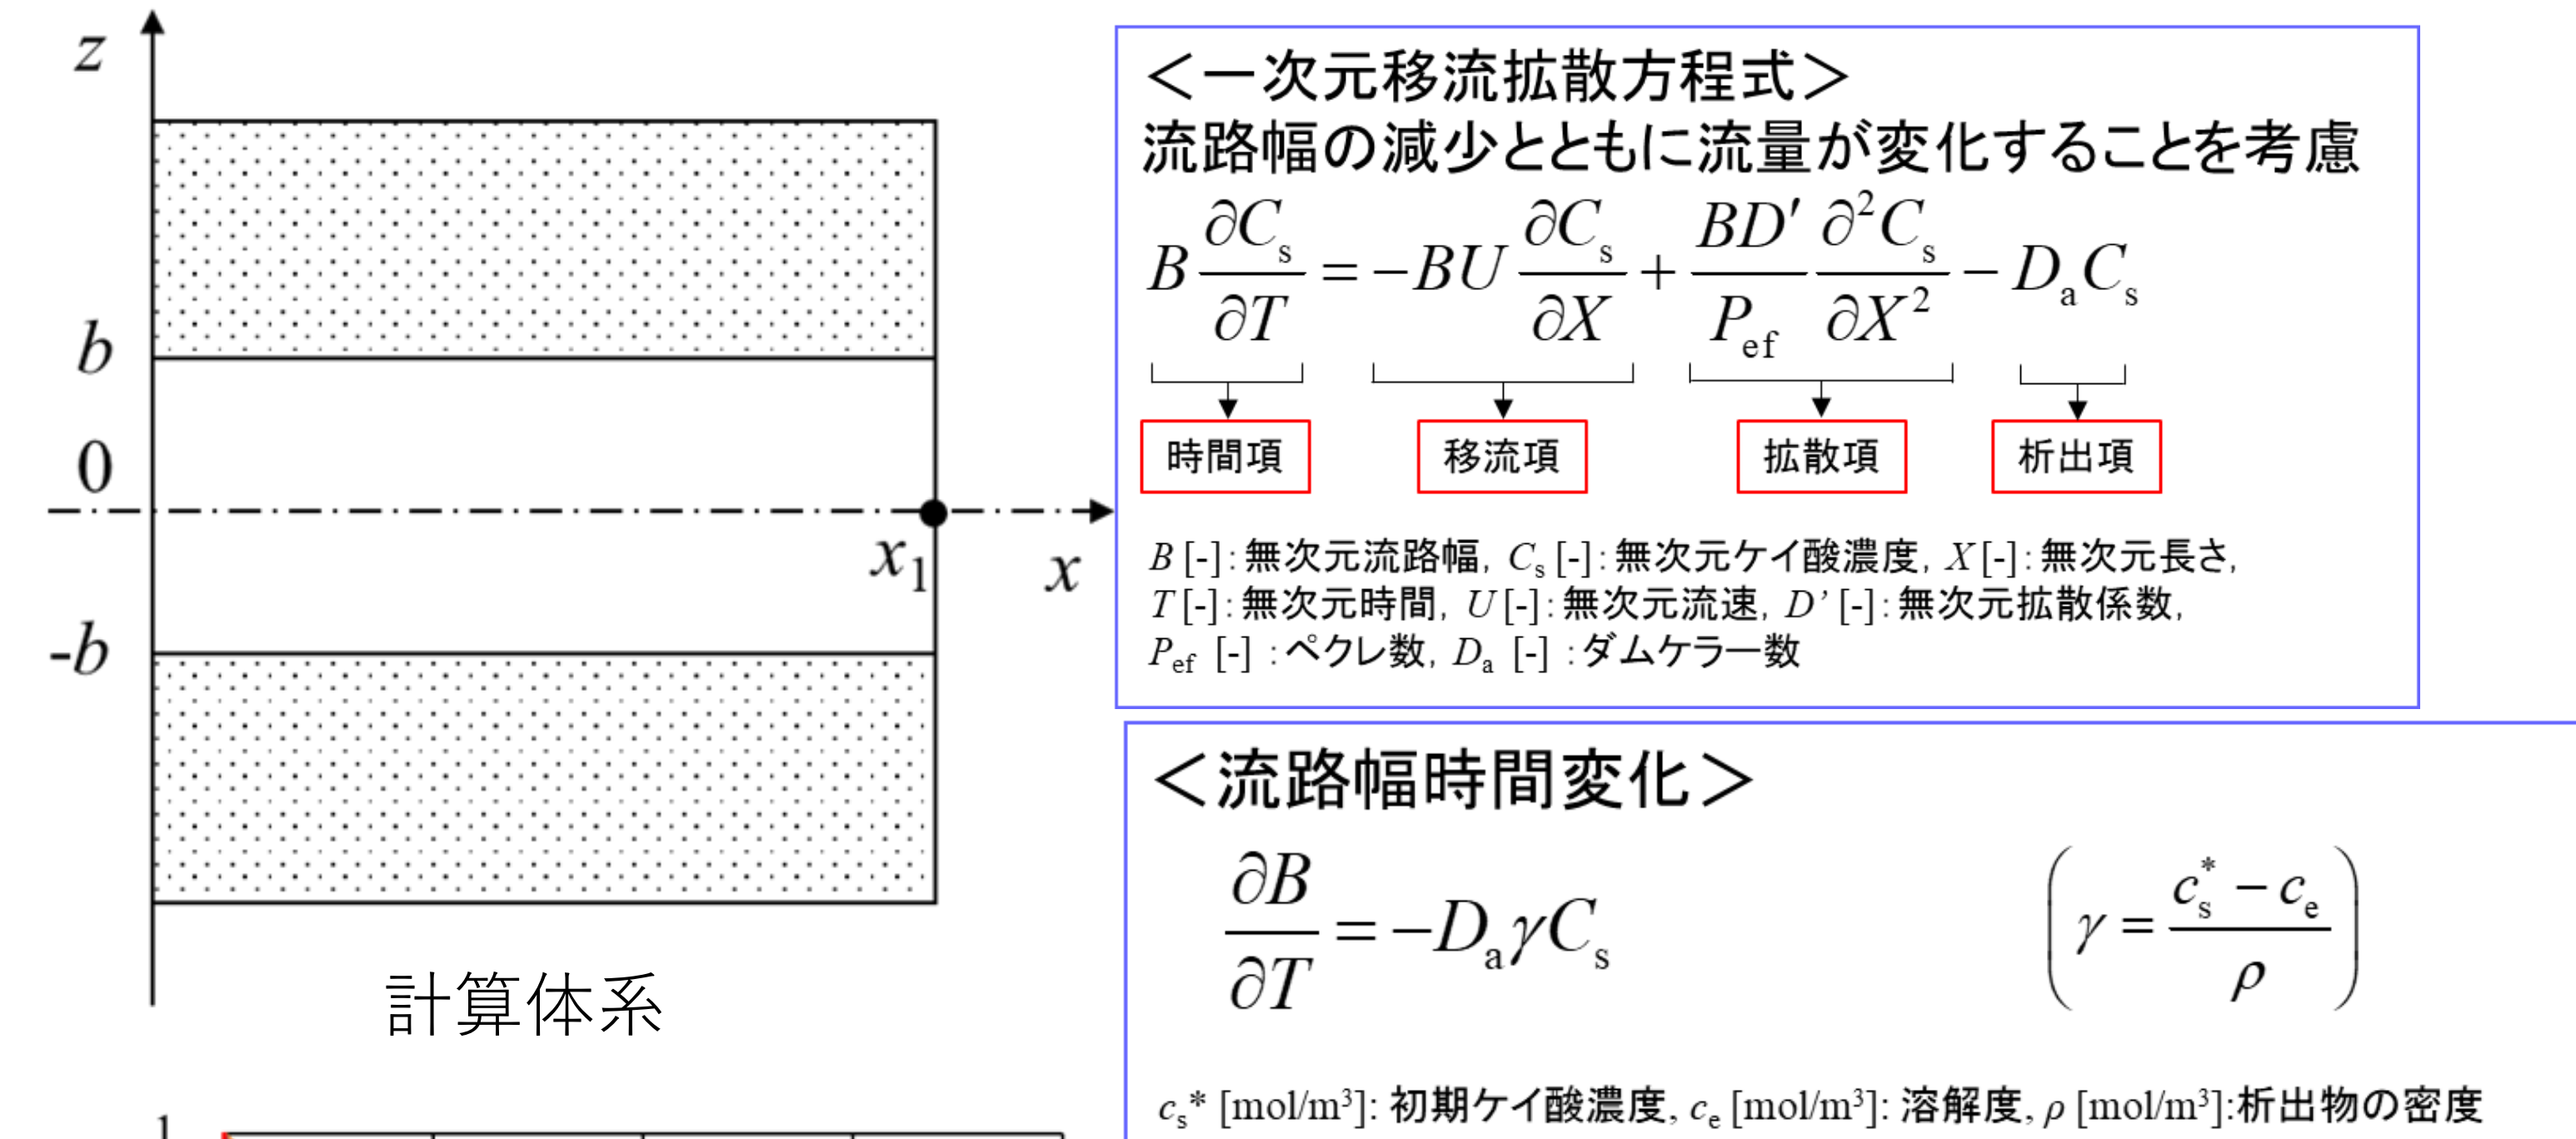 z
b
0
x₁
x
-b
計算体系
1
＜一次元移流拡散方程式＞
流路幅の減少とともに流量が変化することを考慮
B ∂Cₛ/∂T = −BU ∂Cₛ/∂X + BD′/P_ef ∂²Cₛ/∂X² − DₐCₛ
時間項 移流項 拡散項 析出項
B [-]：無次元流路幅, Cₛ [-]：無次元ケイ酸濃度, X [-]：無次元長さ,
T [-]：無次元時間, U [-]：無次元流速, D’ [-]：無次元拡散係数,
P_ef [-] ：ペクレ数, Dₐ [-] ：ダムケラー数
＜流路幅時間変化＞
∂B/∂T = −DₐγCₛ (γ = (cₛ* − cₑ)/ρ)
cₛ* [mol/m³]: 初期ケイ酸濃度, cₑ [mol/m³]: 溶解度, ρ [mol/m³]:析出物の密度